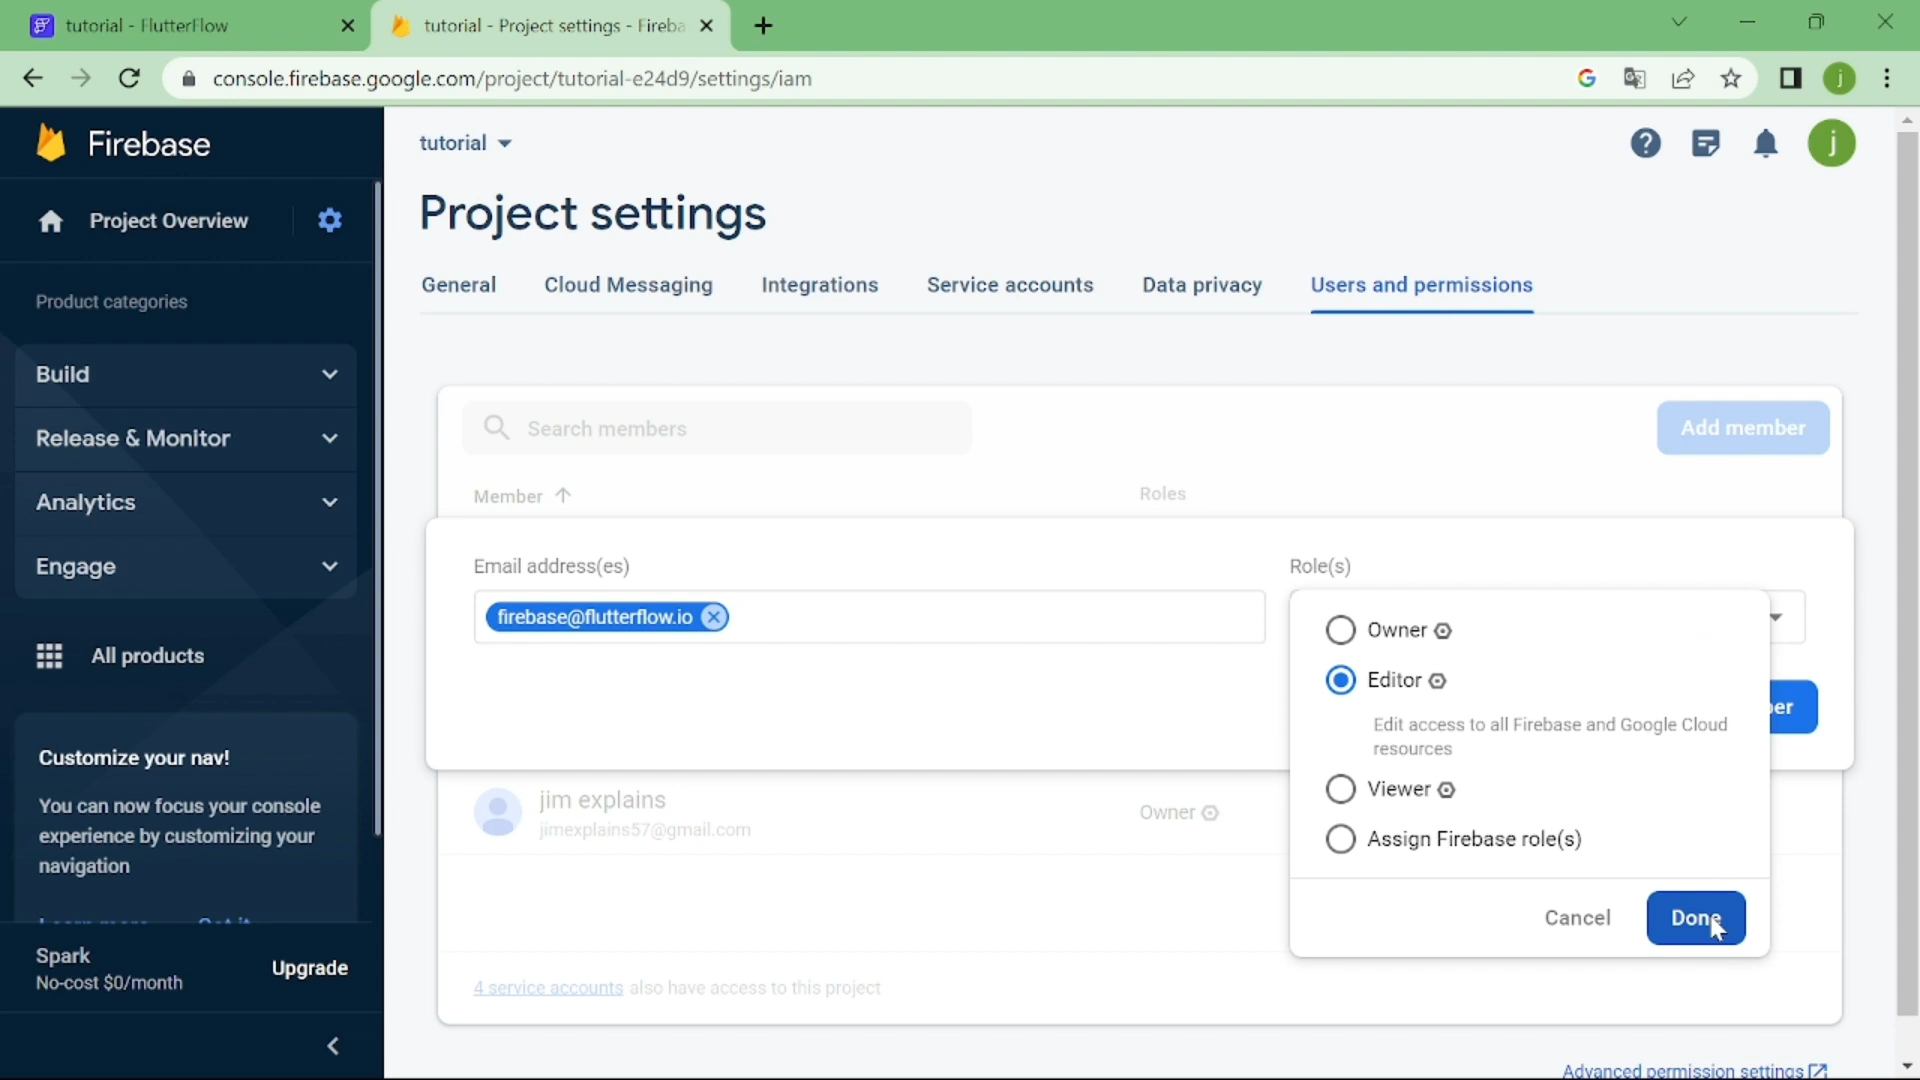 tutorial - FlutterFlow
tutorial - Project settings - Fireba
console.firebase.google.com/project/tutorial-e24d9/settings/iam
j
Firebase
tutorial
j
Project Overview
Project settings
General
Cloud Messaging
Integrations
Service accounts
Data privacy
Users and permissions
Product categories
Build
Release & Monitor
Analytics
Engage
All products
Customize your nav!
You can now focus your console
experience by customizing your
navigation
Learn more
Got it
Spark
No-cost $0/month
Upgrade
Search members
Add member
Member
Roles
Email address(es)
Role(s)
firebase@flutterflow.io
Owner
Editor
Edit access to all Firebase and Google Cloud
resources
ber
Viewer
Assign Firebase role(s)
Cancel
Done
jim explains
jimexplains57@gmail.com
Owner
4 service accounts also have access to this project
Advanced permission settings